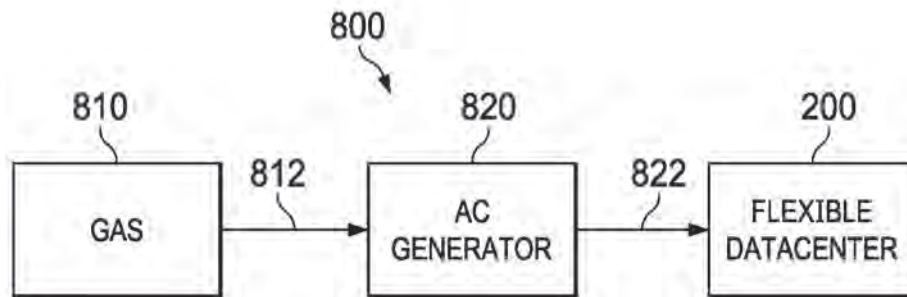 800
810
820
200
812
822
GAS
AC
GENERATOR
FLEXIBLE
DATACENTER